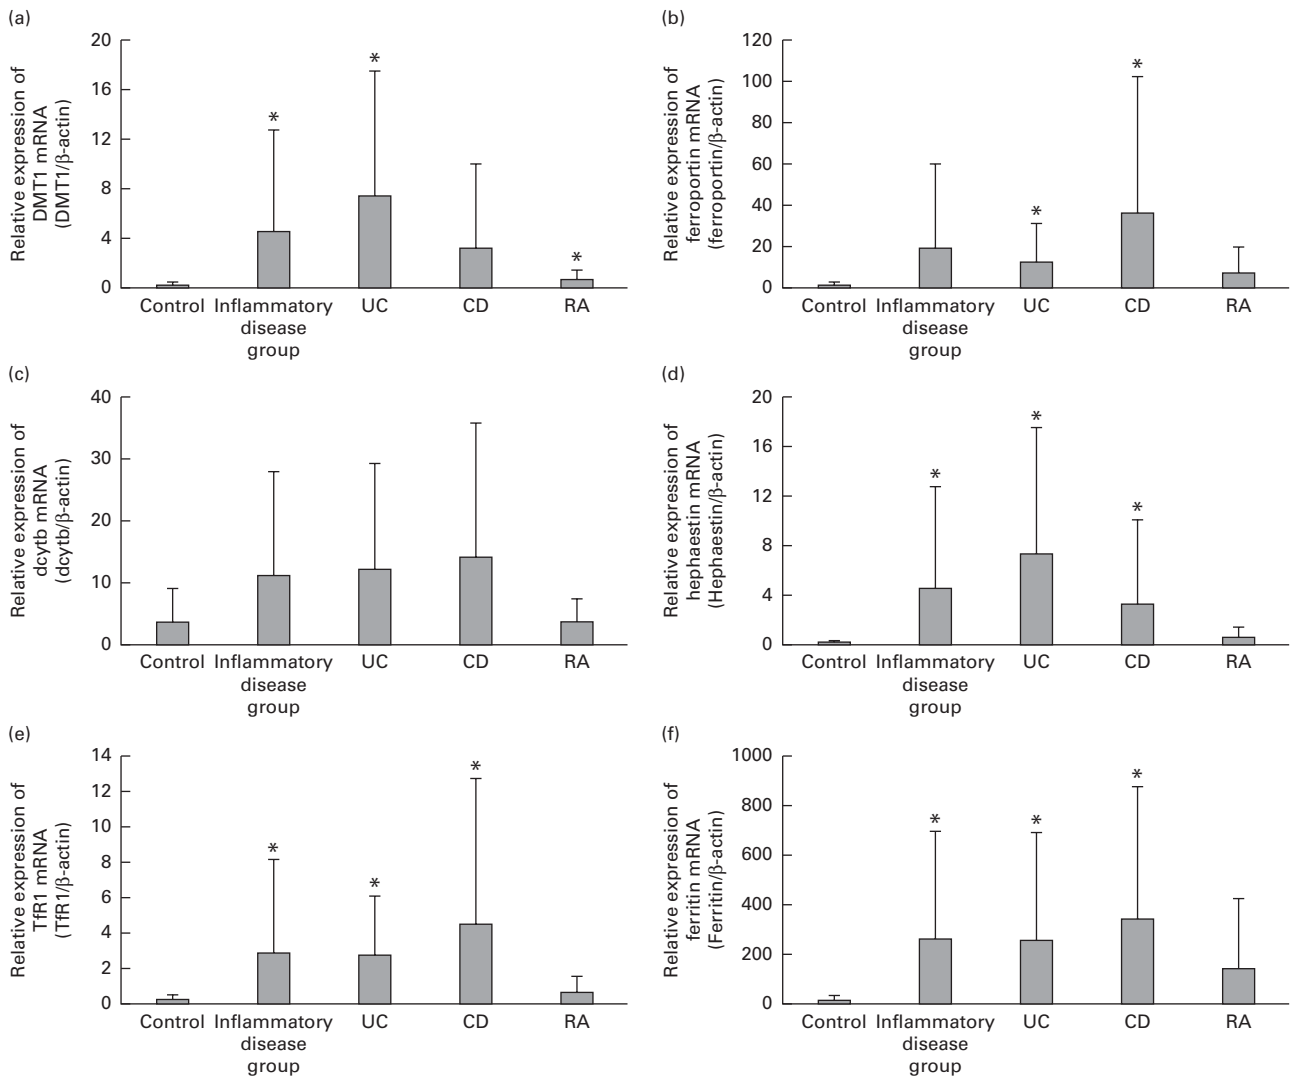 (a)
Relative expression of
DMT1 mRNA
(DMT1/β-actin)
20
16
12
8
4
0
*
*
*
Control
Inflammatory
disease
group
UC
CD
RA
(b)
Relative expression of
ferroportin mRNA
(ferroportin/β-actin)
120
100
80
60
40
20
0
*
*
Control
Inflammatory
disease
group
UC
CD
RA
(c)
Relative expression of
dcytb mRNA
(dcytb/β-actin)
40
30
20
10
0
Control
Inflammatory
disease
group
UC
CD
RA
(d)
Relative expression of
hephaestin mRNA
(Hephaestin/β-actin)
20
16
12
8
4
0
*
*
*
Control
Inflammatory
disease
group
UC
CD
RA
(e)
Relative expression of
TfR1 mRNA
(TfR1/β-actin)
14
12
10
8
6
4
2
0
*
*
*
Control
Inflammatory
disease
group
UC
CD
RA
(f)
Relative expression of
ferritin mRNA
(Ferritin/β-actin)
1000
800
600
400
200
0
*
*
*
Control
Inflammatory
disease
group
UC
CD
RA